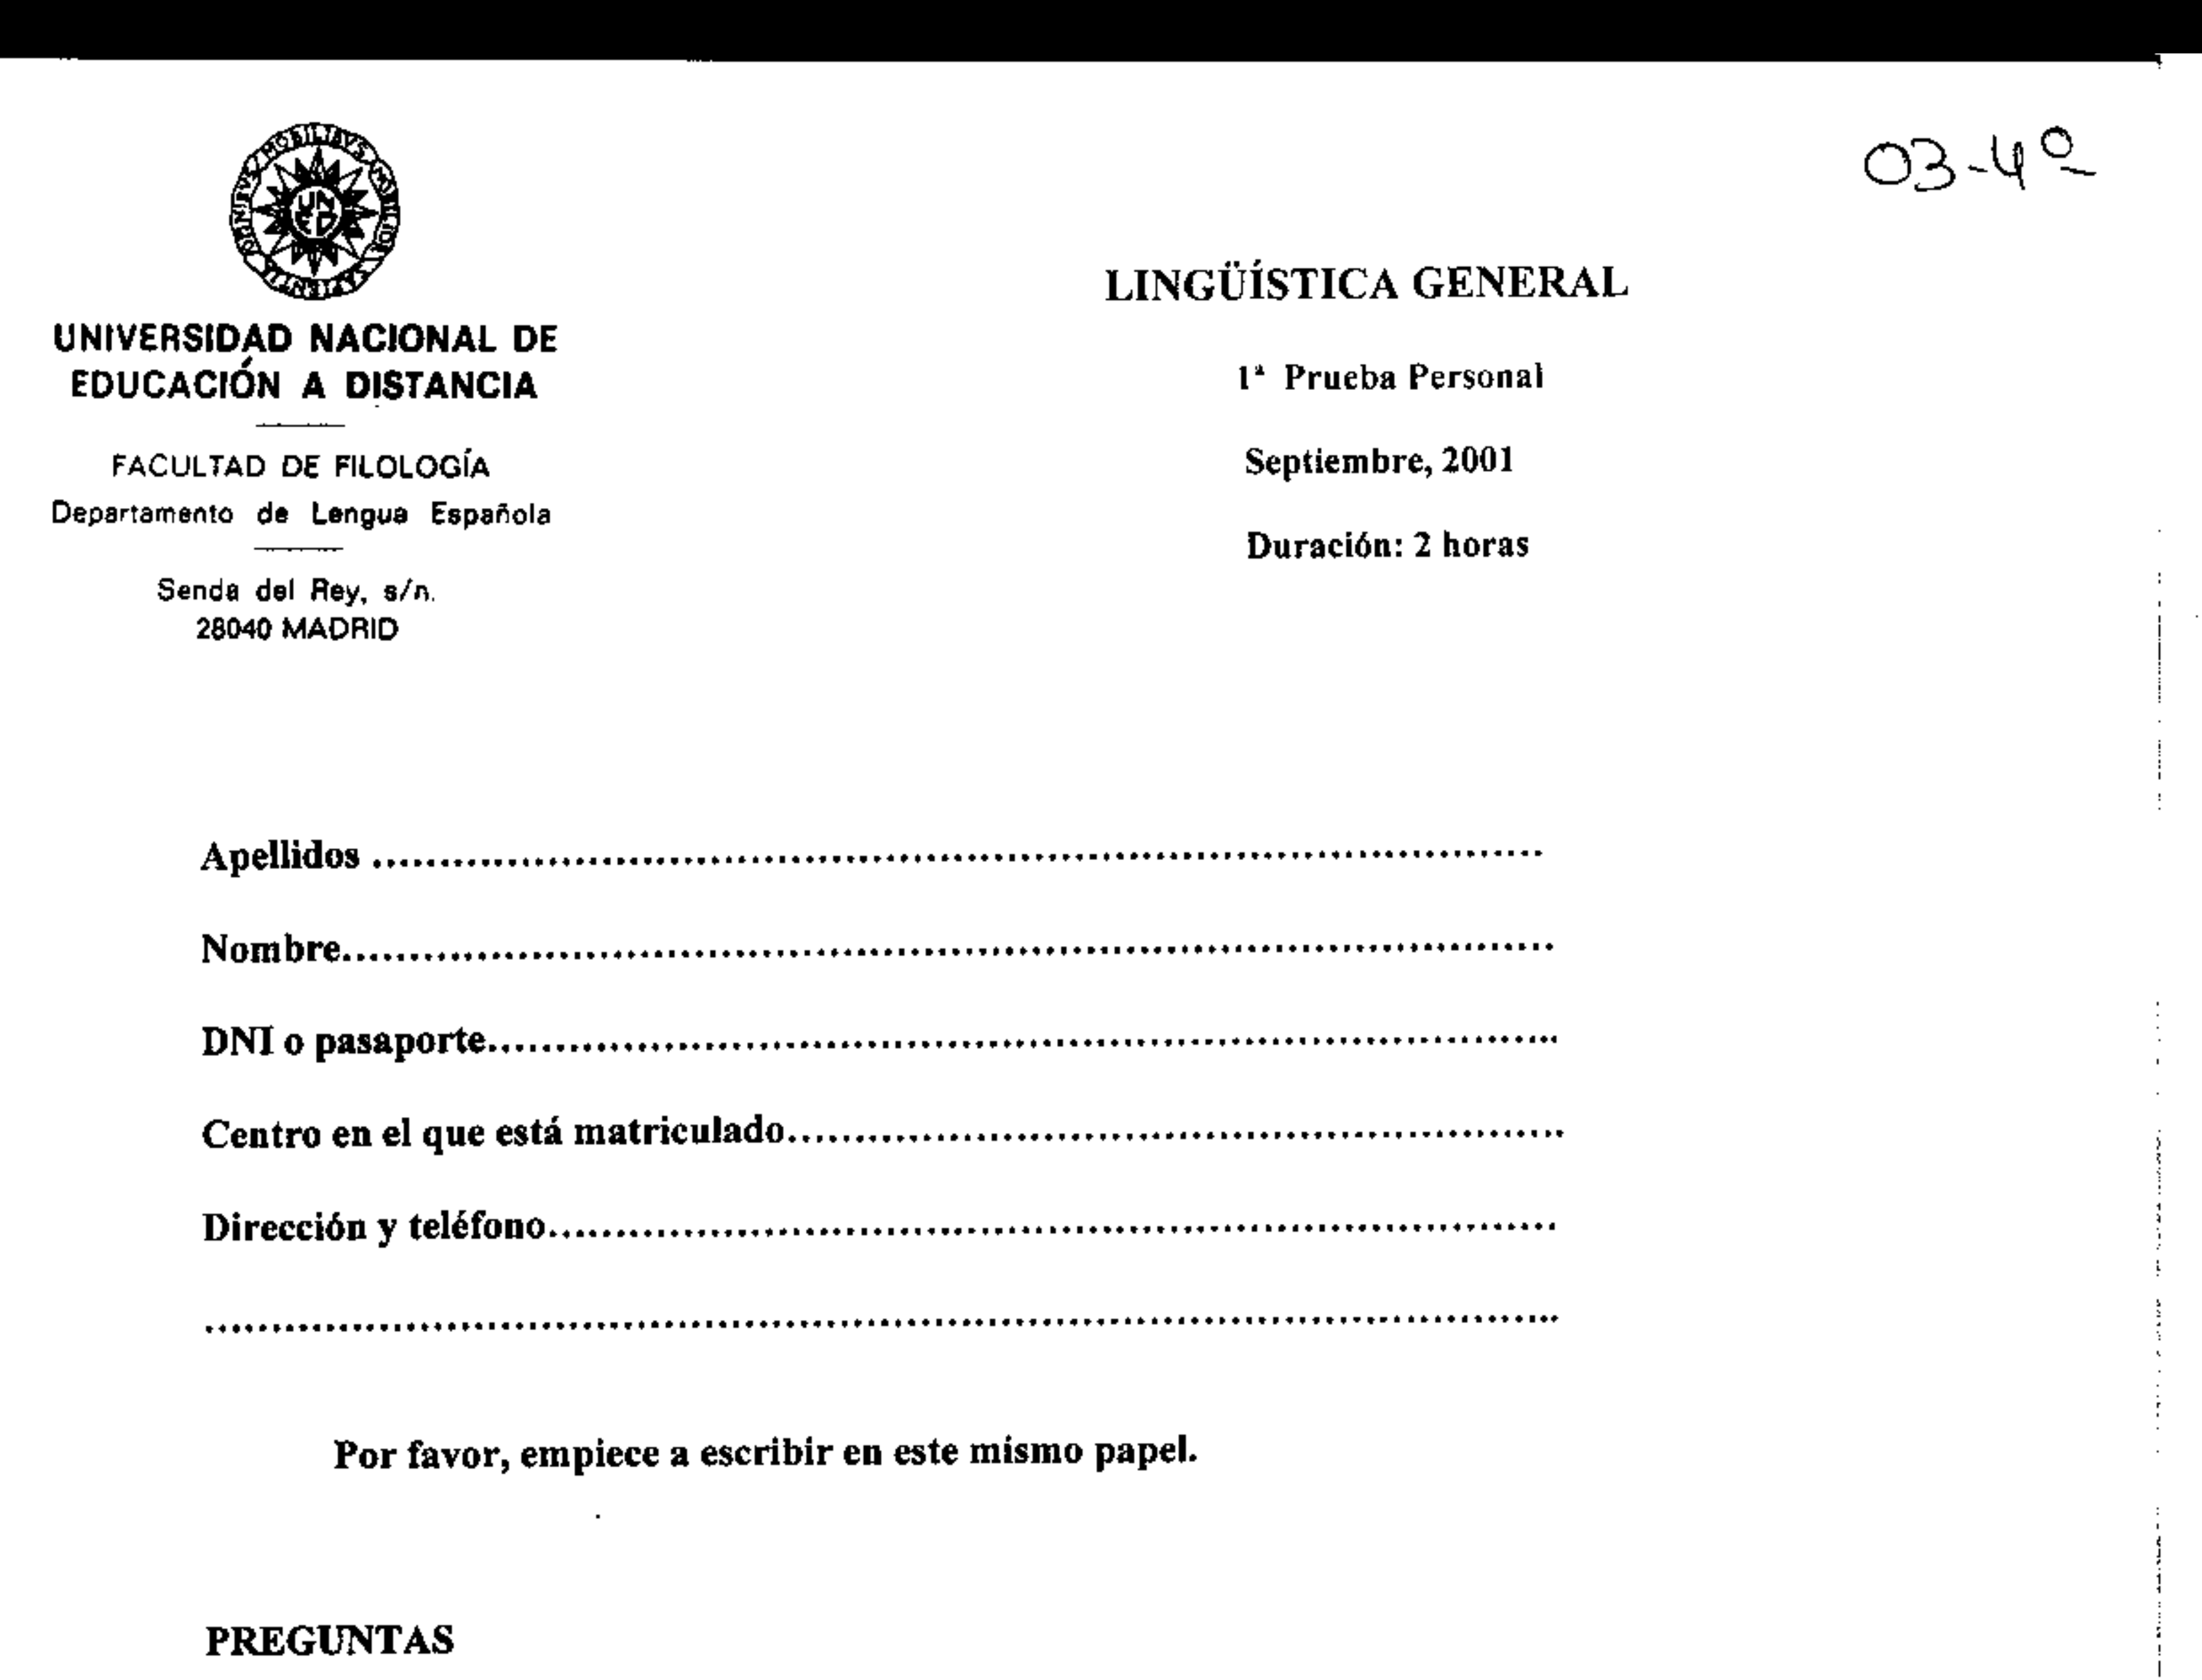 03-4º
UNED
UNIVERSIDAD NACIONAL DE
EDUCACIÓN A DISTANCIA
FACULTAD DE FILOLOGÍA
Departamento de Lengua Española
Senda del Rey, s/n.
28040 MADRID
LINGÜÍSTICA GENERAL
1ª Prueba Personal
Septiembre, 2001
Duración: 2 horas
Apellidos ..........
Nombre..........
DNI o pasaporte..........
Centro en el que está matriculado..........
Dirección y teléfono..........
..........
Por favor, empiece a escribir en este mismo papel.
PREGUNTAS